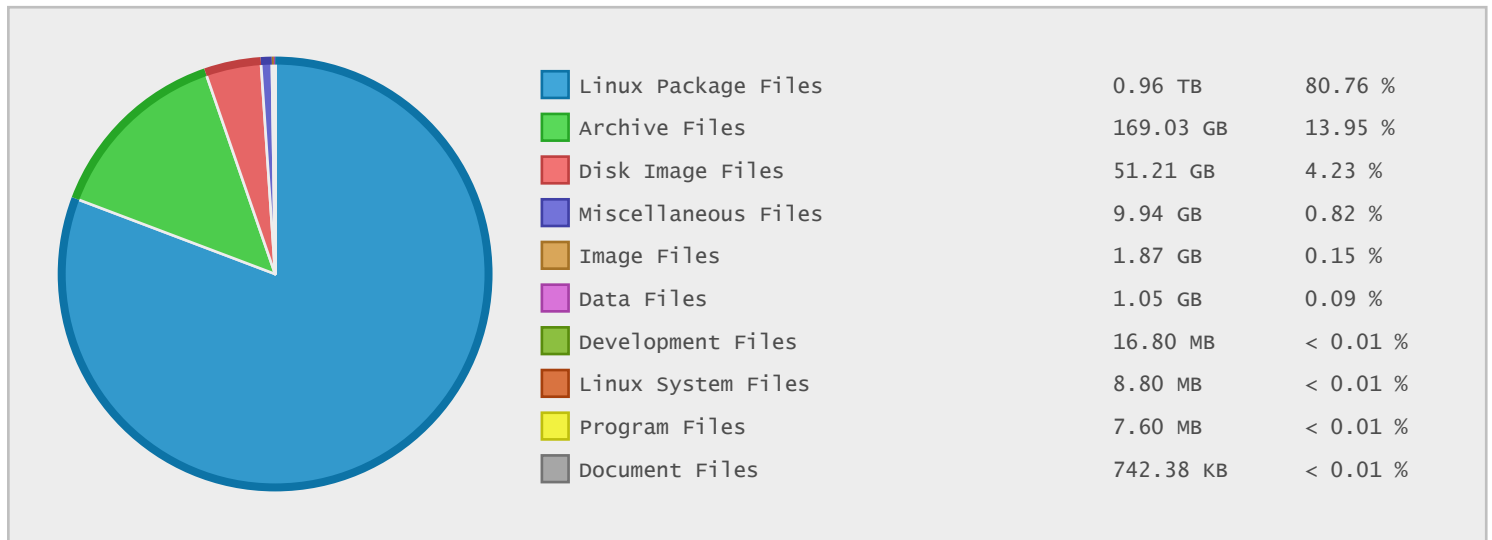 Linux Package Files 0.96 TB 80.76 %
Archive Files 169.03 GB 13.95 %
Disk Image Files 51.21 GB 4.23 %
Miscellaneous Files 9.94 GB 0.82 %
Image Files 1.87 GB 0.15 %
Data Files 1.05 GB 0.09 %
Development Files 16.80 MB < 0.01 %
Linux System Files 8.80 MB < 0.01 %
Program Files 7.60 MB < 0.01 %
Document Files 742.38 KB < 0.01 %